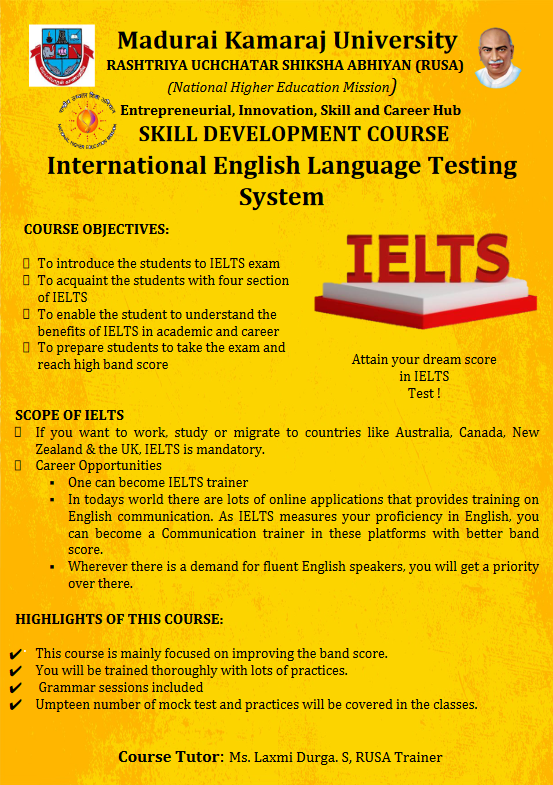 Madurai Kamaraj University
RASHTRIYA UCHCHATAR SHIKSHA ABHIYAN (RUSA)
(National Higher Education Mission)
Entrepreneurial, Innovation, Skill and Career Hub
SKILL DEVELOPMENT COURSE
International English Language Testing
System
COURSE OBJECTIVES:
To introduce the students to IELTS exam
To acquaint the students with four section
of IELTS
To enable the student to understand the
benefits of IELTS in academic and career
To prepare students to take the exam and
reach high band score
IELTS
Attain your dream score
in IELTS
Test !
SCOPE OF IELTS
If you want to work, study or migrate to countries like Australia, Canada, New
Zealand & the UK, IELTS is mandatory.
Career Opportunities
▪ One can become IELTS trainer
▪ In todays world there are lots of online applications that provides training on
English communication. As IELTS measures your proficiency in English, you
can become a Communication trainer in these platforms with better band
score.
▪ Wherever there is a demand for fluent English speakers, you will get a priority
over there.
HIGHLIGHTS OF THIS COURSE:
✔ This course is mainly focused on improving the band score.
✔ You will be trained thoroughly with lots of practices.
✔ Grammar sessions included
✔ Umpteen number of mock test and practices will be covered in the classes.
Course Tutor: Ms. Laxmi Durga. S, RUSA Trainer